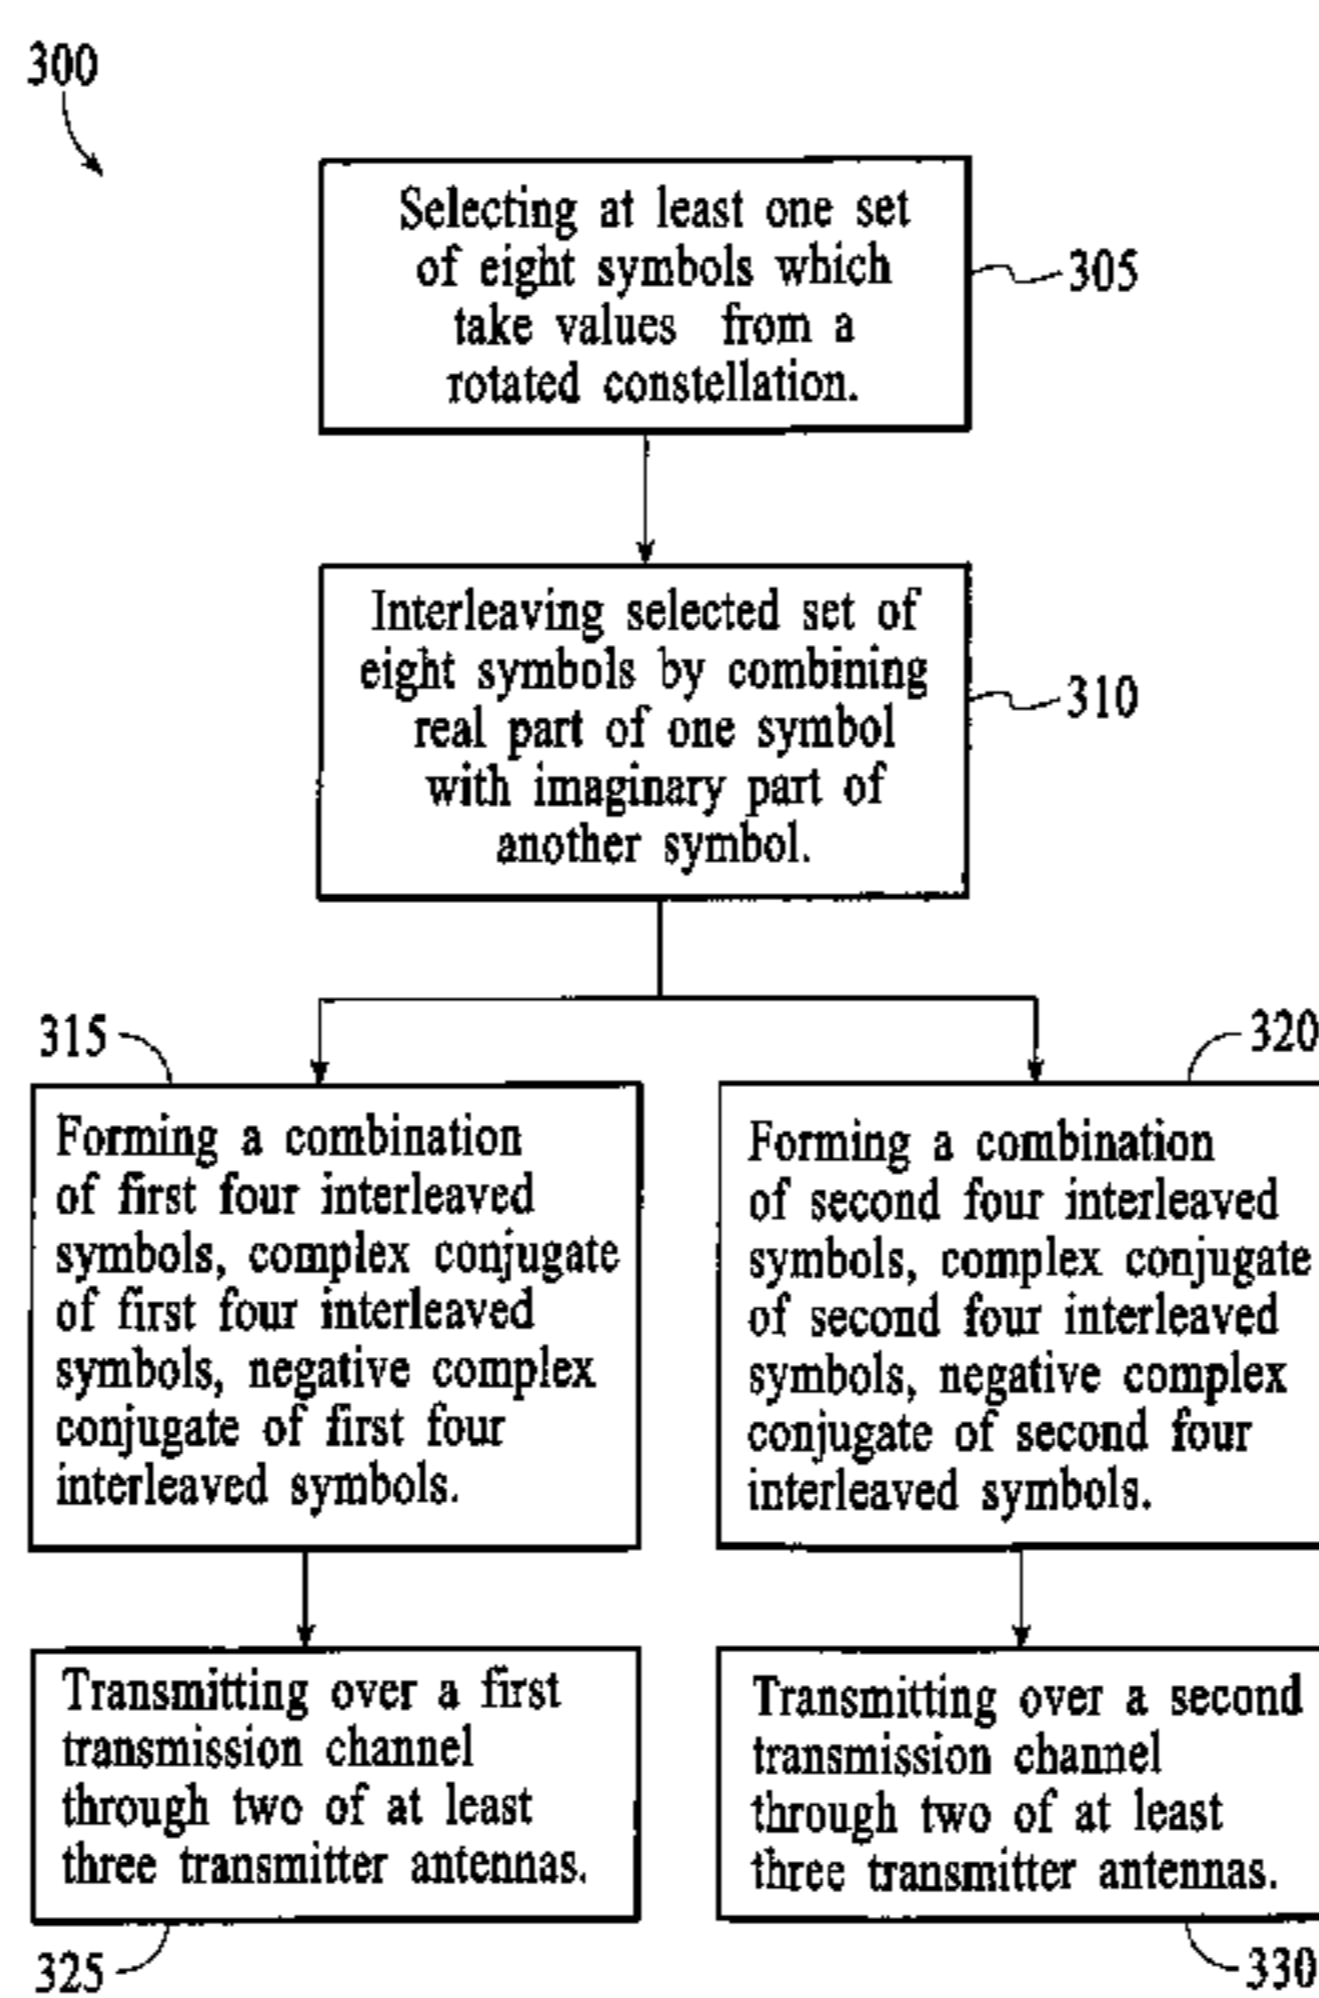 300
Selecting at least one set
of eight symbols which
take values from a
rotated constellation.
305
Interleaving selected set of
eight symbols by combining
real part of one symbol
with imaginary part of
another symbol.
310
315
Forming a combination
of first four interleaved
symbols, complex conjugate
of first four interleaved
symbols, negative complex
conjugate of first four
interleaved symbols.
320
Forming a combination
of second four interleaved
symbols, complex conjugate
of second four interleaved
symbols, negative complex
conjugate of second four
interleaved symbols.
Transmitting over a first
transmission channel
through two of at least
three transmitter antennas.
325
Transmitting over a second
transmission channel
through two of at least
three transmitter antennas.
330